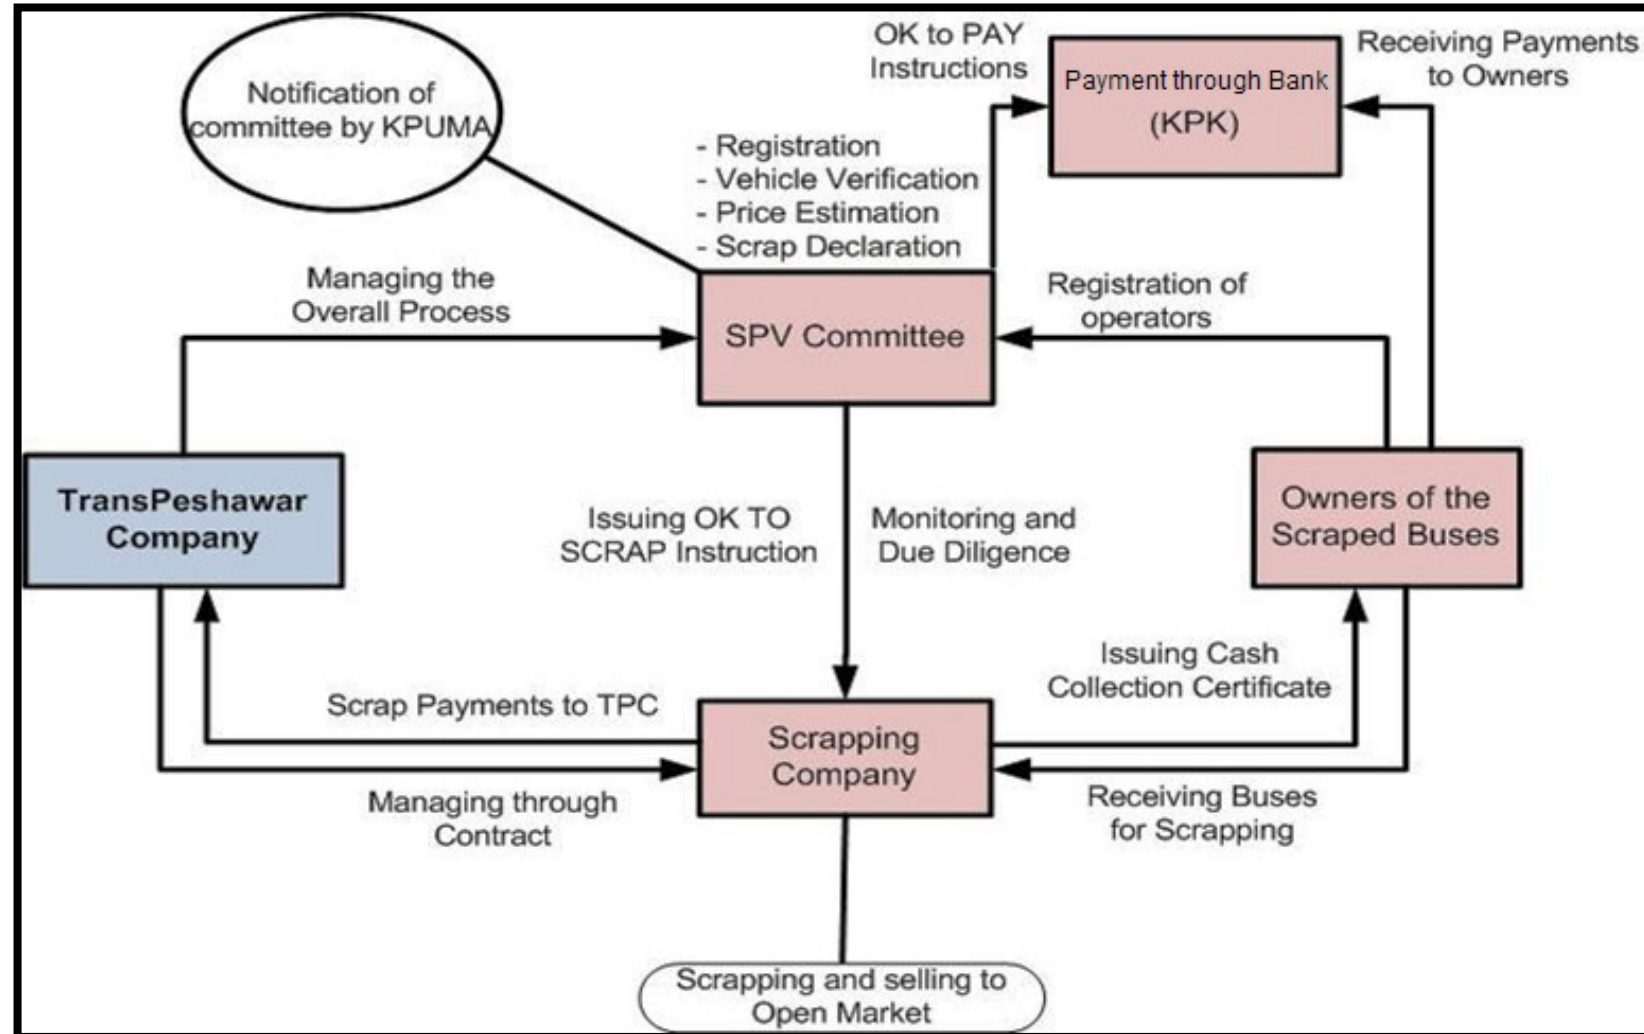 OK to PAY
Instructions
Payment through Bank
(KPK)
Receiving Payments
to Owners
Notification of
committee by KPUMA
- Registration
- Vehicle Verification
- Price Estimation
- Scrap Declaration
Managing the
Overall Process
SPV Committee
Registration of
operators
TransPeshawar
Company
Issuing OK TO
SCRAP Instruction
Monitoring and
Due Diligence
Owners of the
Scraped Buses
Scrap Payments to TPC
Issuing Cash
Collection Certificate
Scrapping
Company
Managing through
Contract
Receiving Buses
for Scrapping
Scrapping and selling to
Open Market